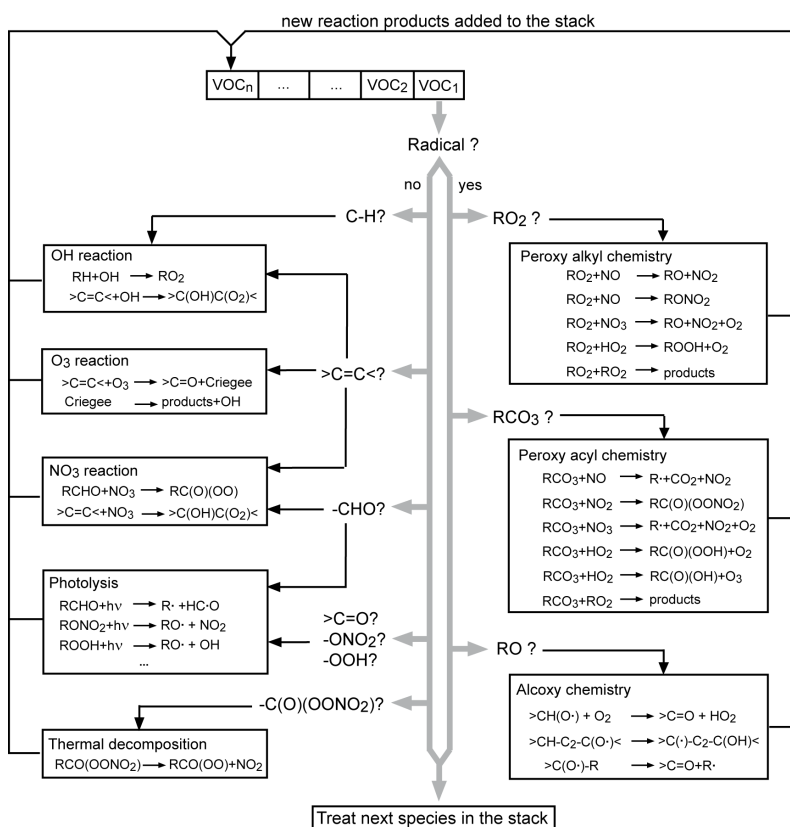 new reaction products added to the stack
VOCn ... ... VOC2 VOC1
Radical ?
no yes
C-H?
OH reaction
RH+OH → RO2
>C=C<+OH → >C(OH)C(O2)<
O3 reaction
>C=C<+O3 → >C=O+Criegee
Criegee → products+OH
>C=C<?
NO3 reaction
RCHO+NO3 → RC(O)(OO)
>C=C<+NO3 → >C(OH)C(O2)<
-CHO?
Photolysis
RCHO+hν → R· +HC·O
RONO2+hν → RO· + NO2
ROOH+hν → RO· + OH
...
>C=O?
-ONO2?
-OOH?
-C(O)(OONO2)?
Thermal decomposition
RCO(OONO2) → RCO(OO)+NO2
RO2 ?
Peroxy alkyl chemistry
RO2+NO → RO+NO2
RO2+NO → RONO2
RO2+NO3 → RO+NO2+O2
RO2+HO2 → ROOH+O2
RO2+RO2 → products
RCO3 ?
Peroxy acyl chemistry
RCO3+NO → R·+CO2+NO2
RCO3+NO2 → RC(O)(OONO2)
RCO3+NO3 → R·+CO2+NO2+O2
RCO3+HO2 → RC(O)(OOH)+O2
RCO3+HO2 → RC(O)(OH)+O3
RCO3+RO2 → products
RO ?
Alcoxy chemistry
>CH(O·) + O2 → >C=O + HO2
>CH-C2-C(O·)< → >C(·)-C2-C(OH)<
>C(O·)-R → >C=O+R·
Treat next species in the stack